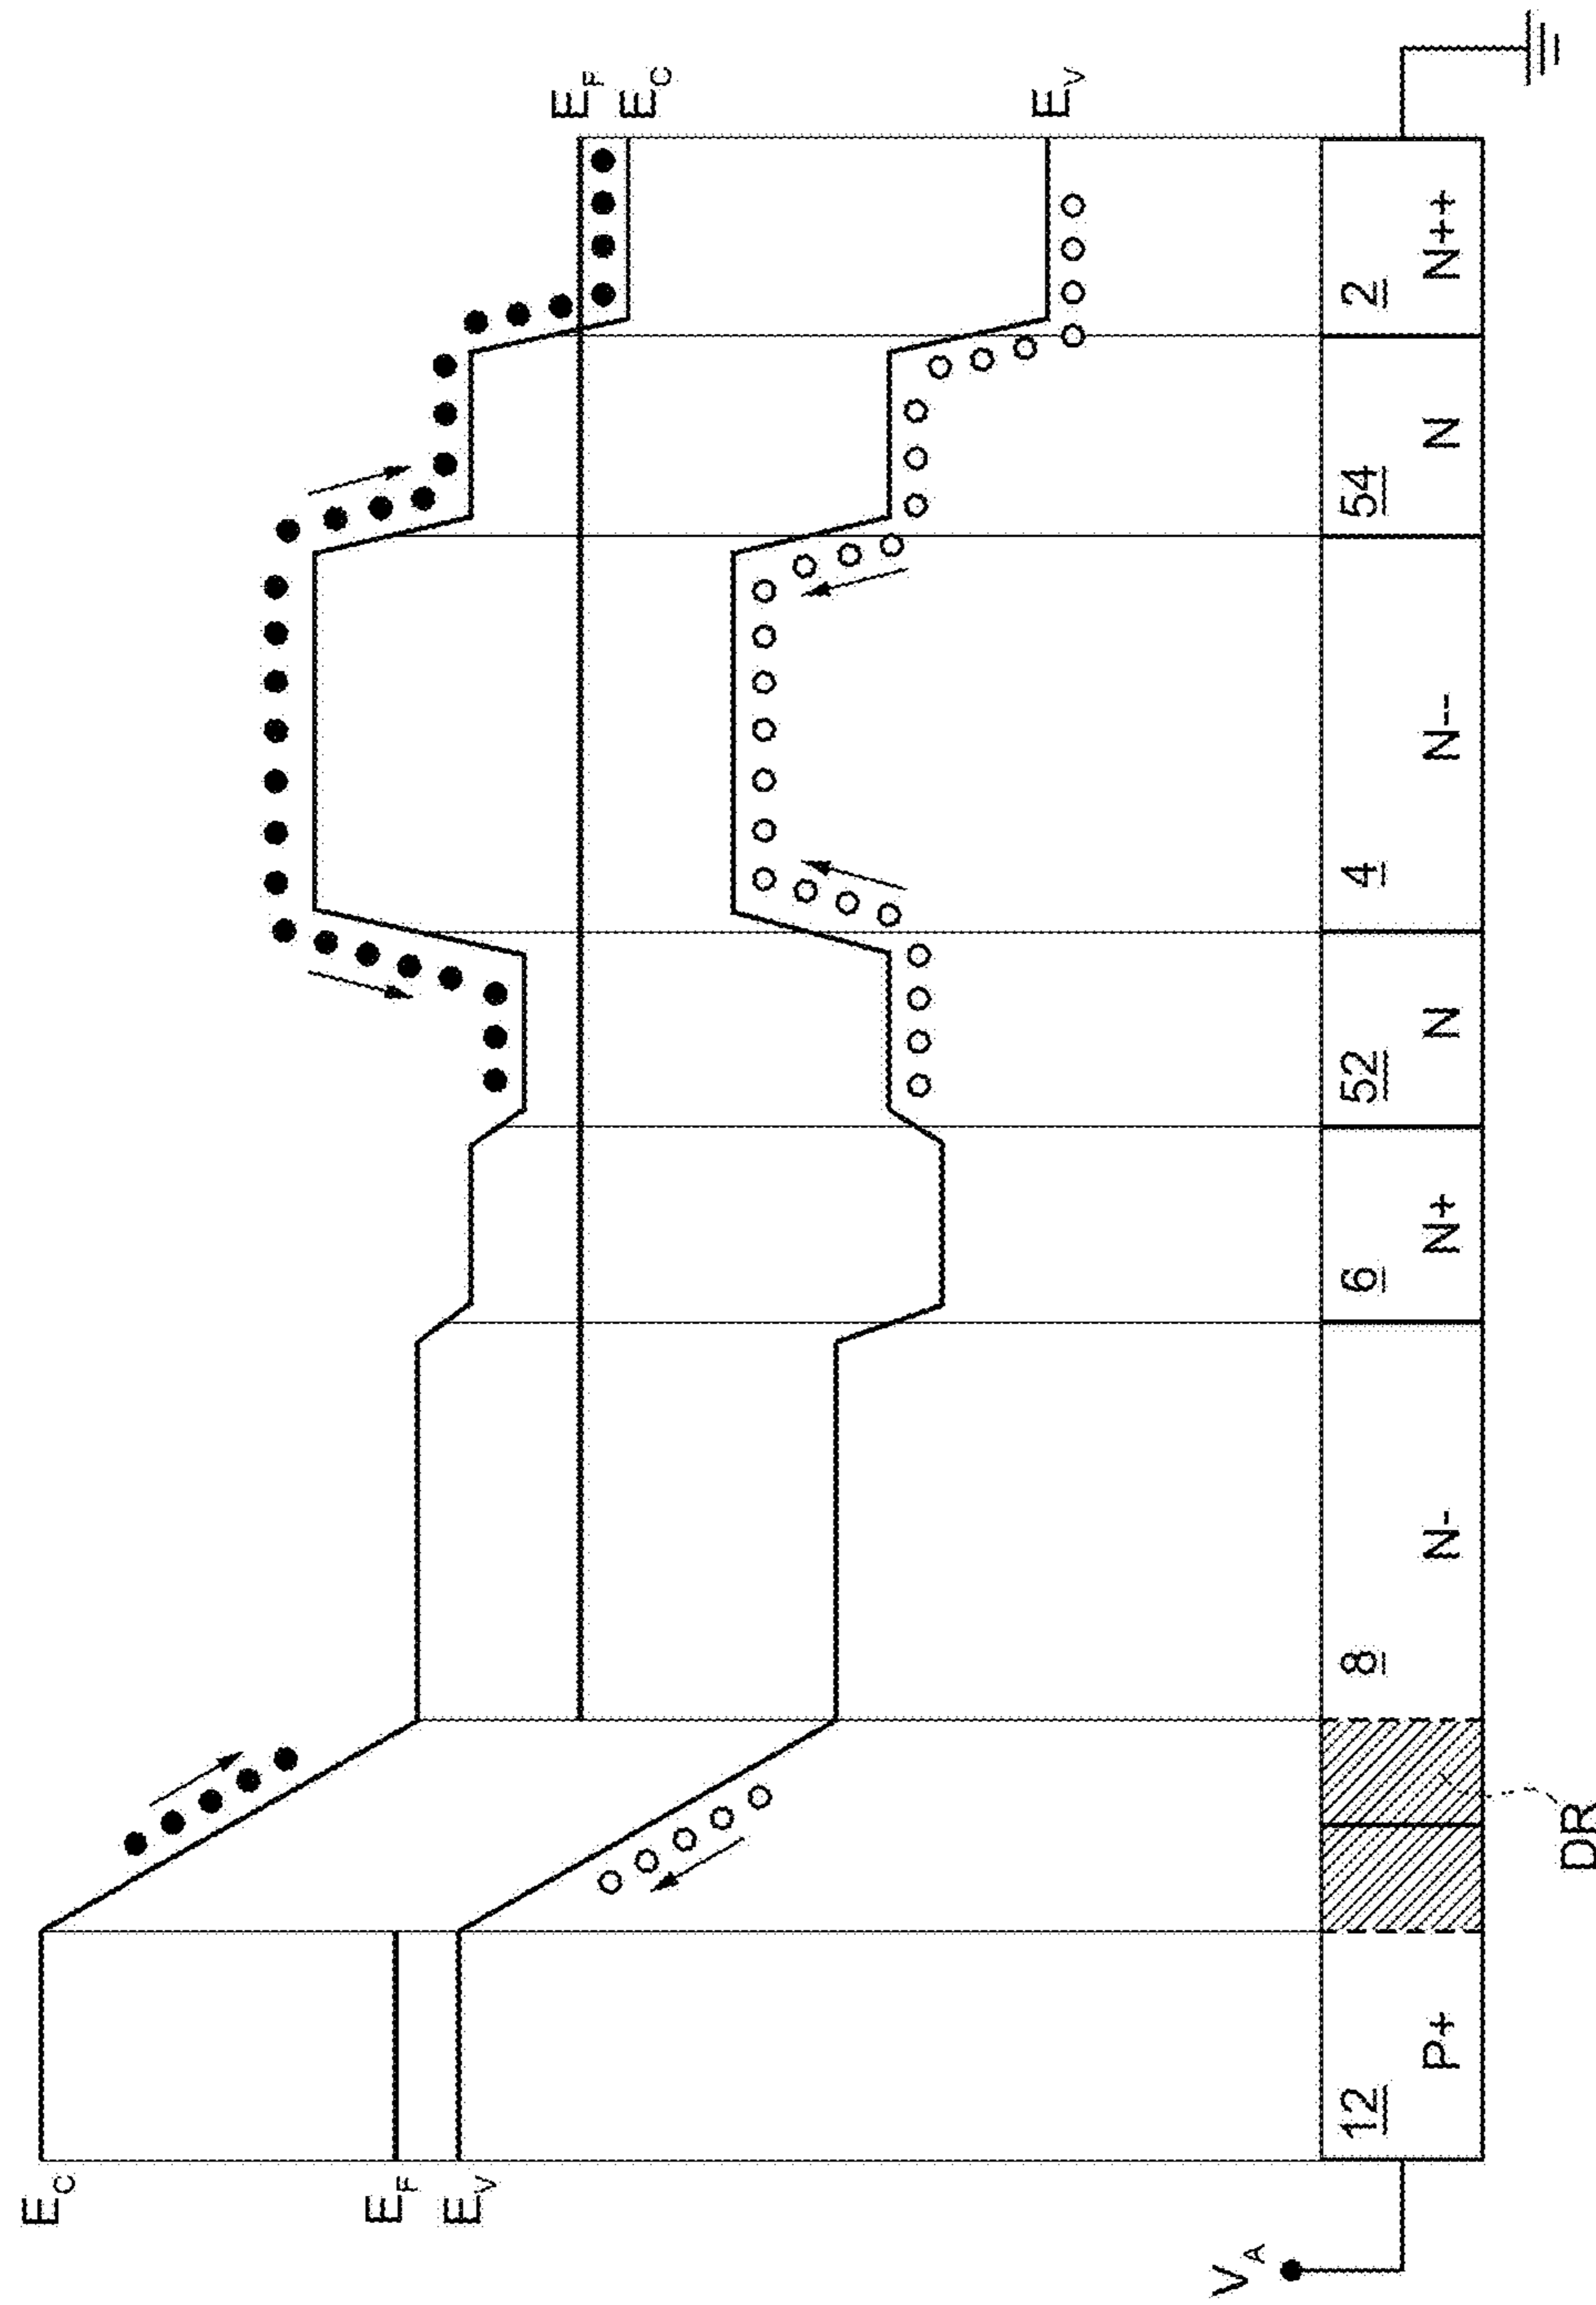 E_C
E_F
E_V
E_F
E_C
E_V
V_A
12 P+
8 N-
6 N+
52 N
4 N--
54 N
2 N++
DR